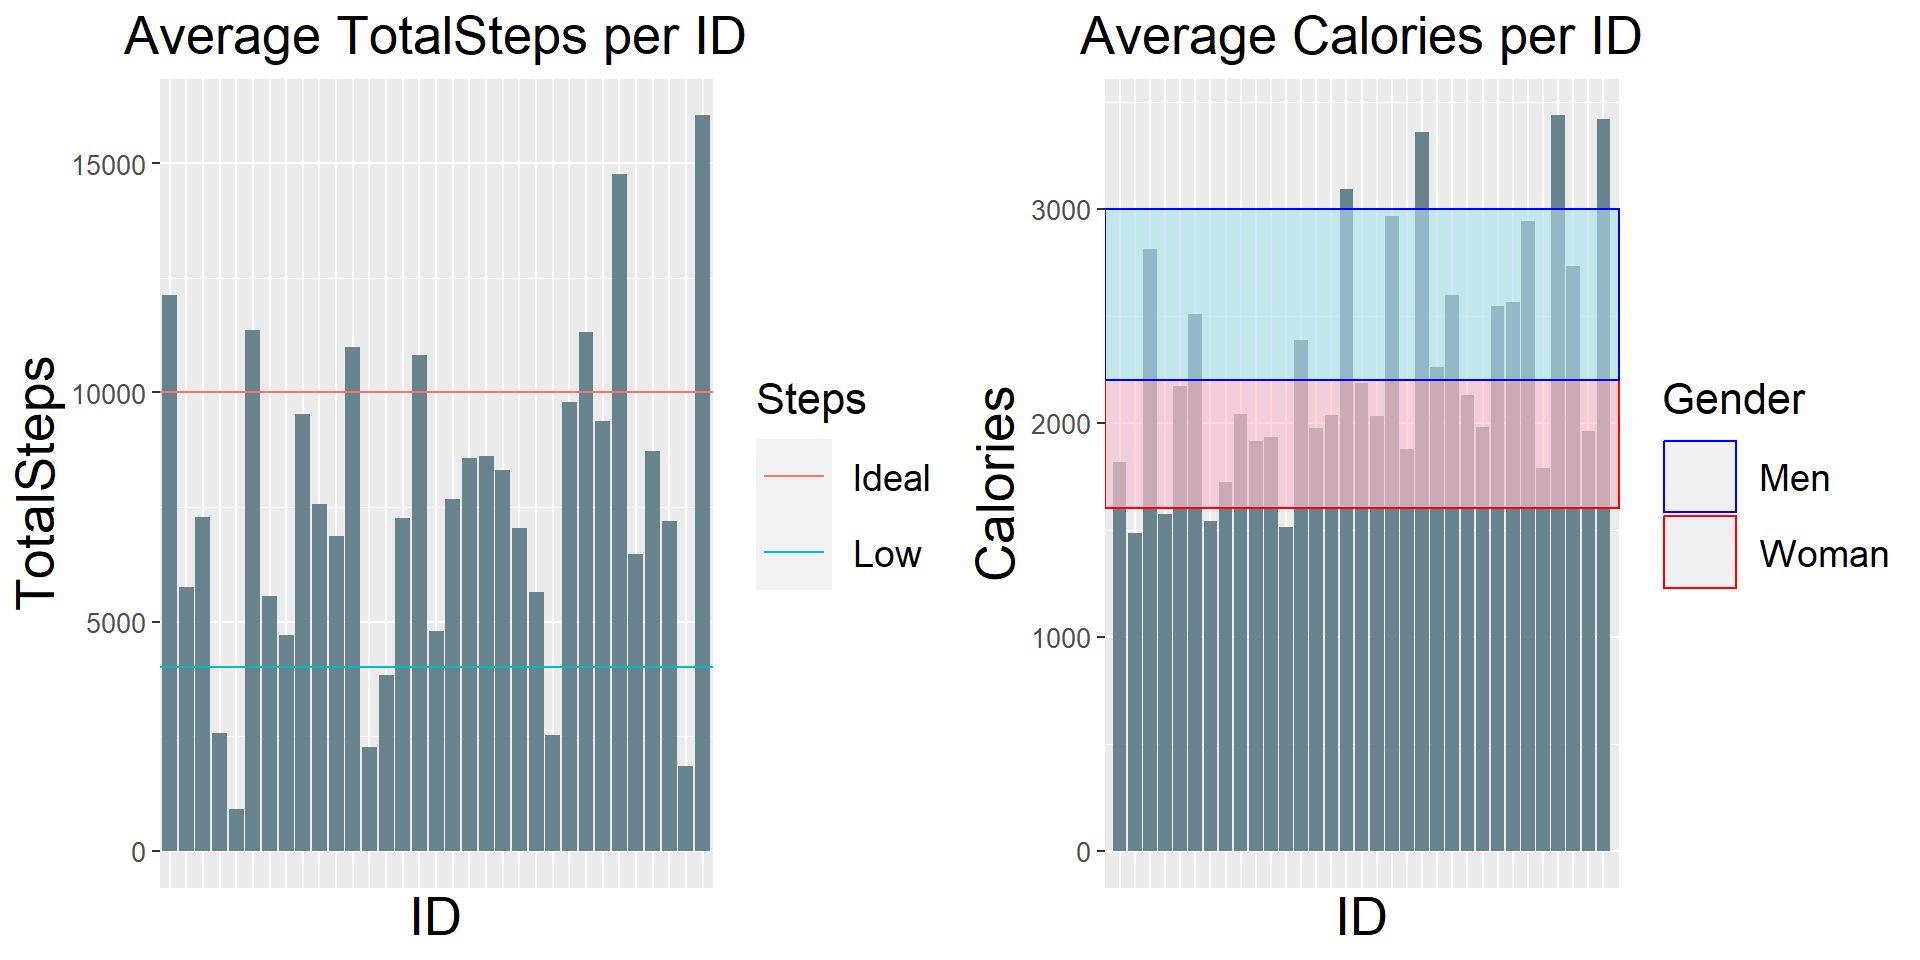 Average TotalSteps per ID
TotalSteps
15000
10000
5000
0
ID
Steps
Ideal
Low
Average Calories per ID
Calories
3000
2000
1000
0
ID
Gender
Men
Woman